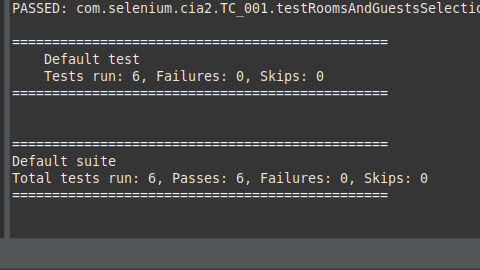 PASSED: com.selenium.cia2.TC_001.testRoomsAndGuestsSelectio
===============================================
Default test
Tests run: 6, Failures: 0, Skips: 0
===============================================
===============================================
Default suite
Total tests run: 6, Passes: 6, Failures: 0, Skips: 0
===============================================